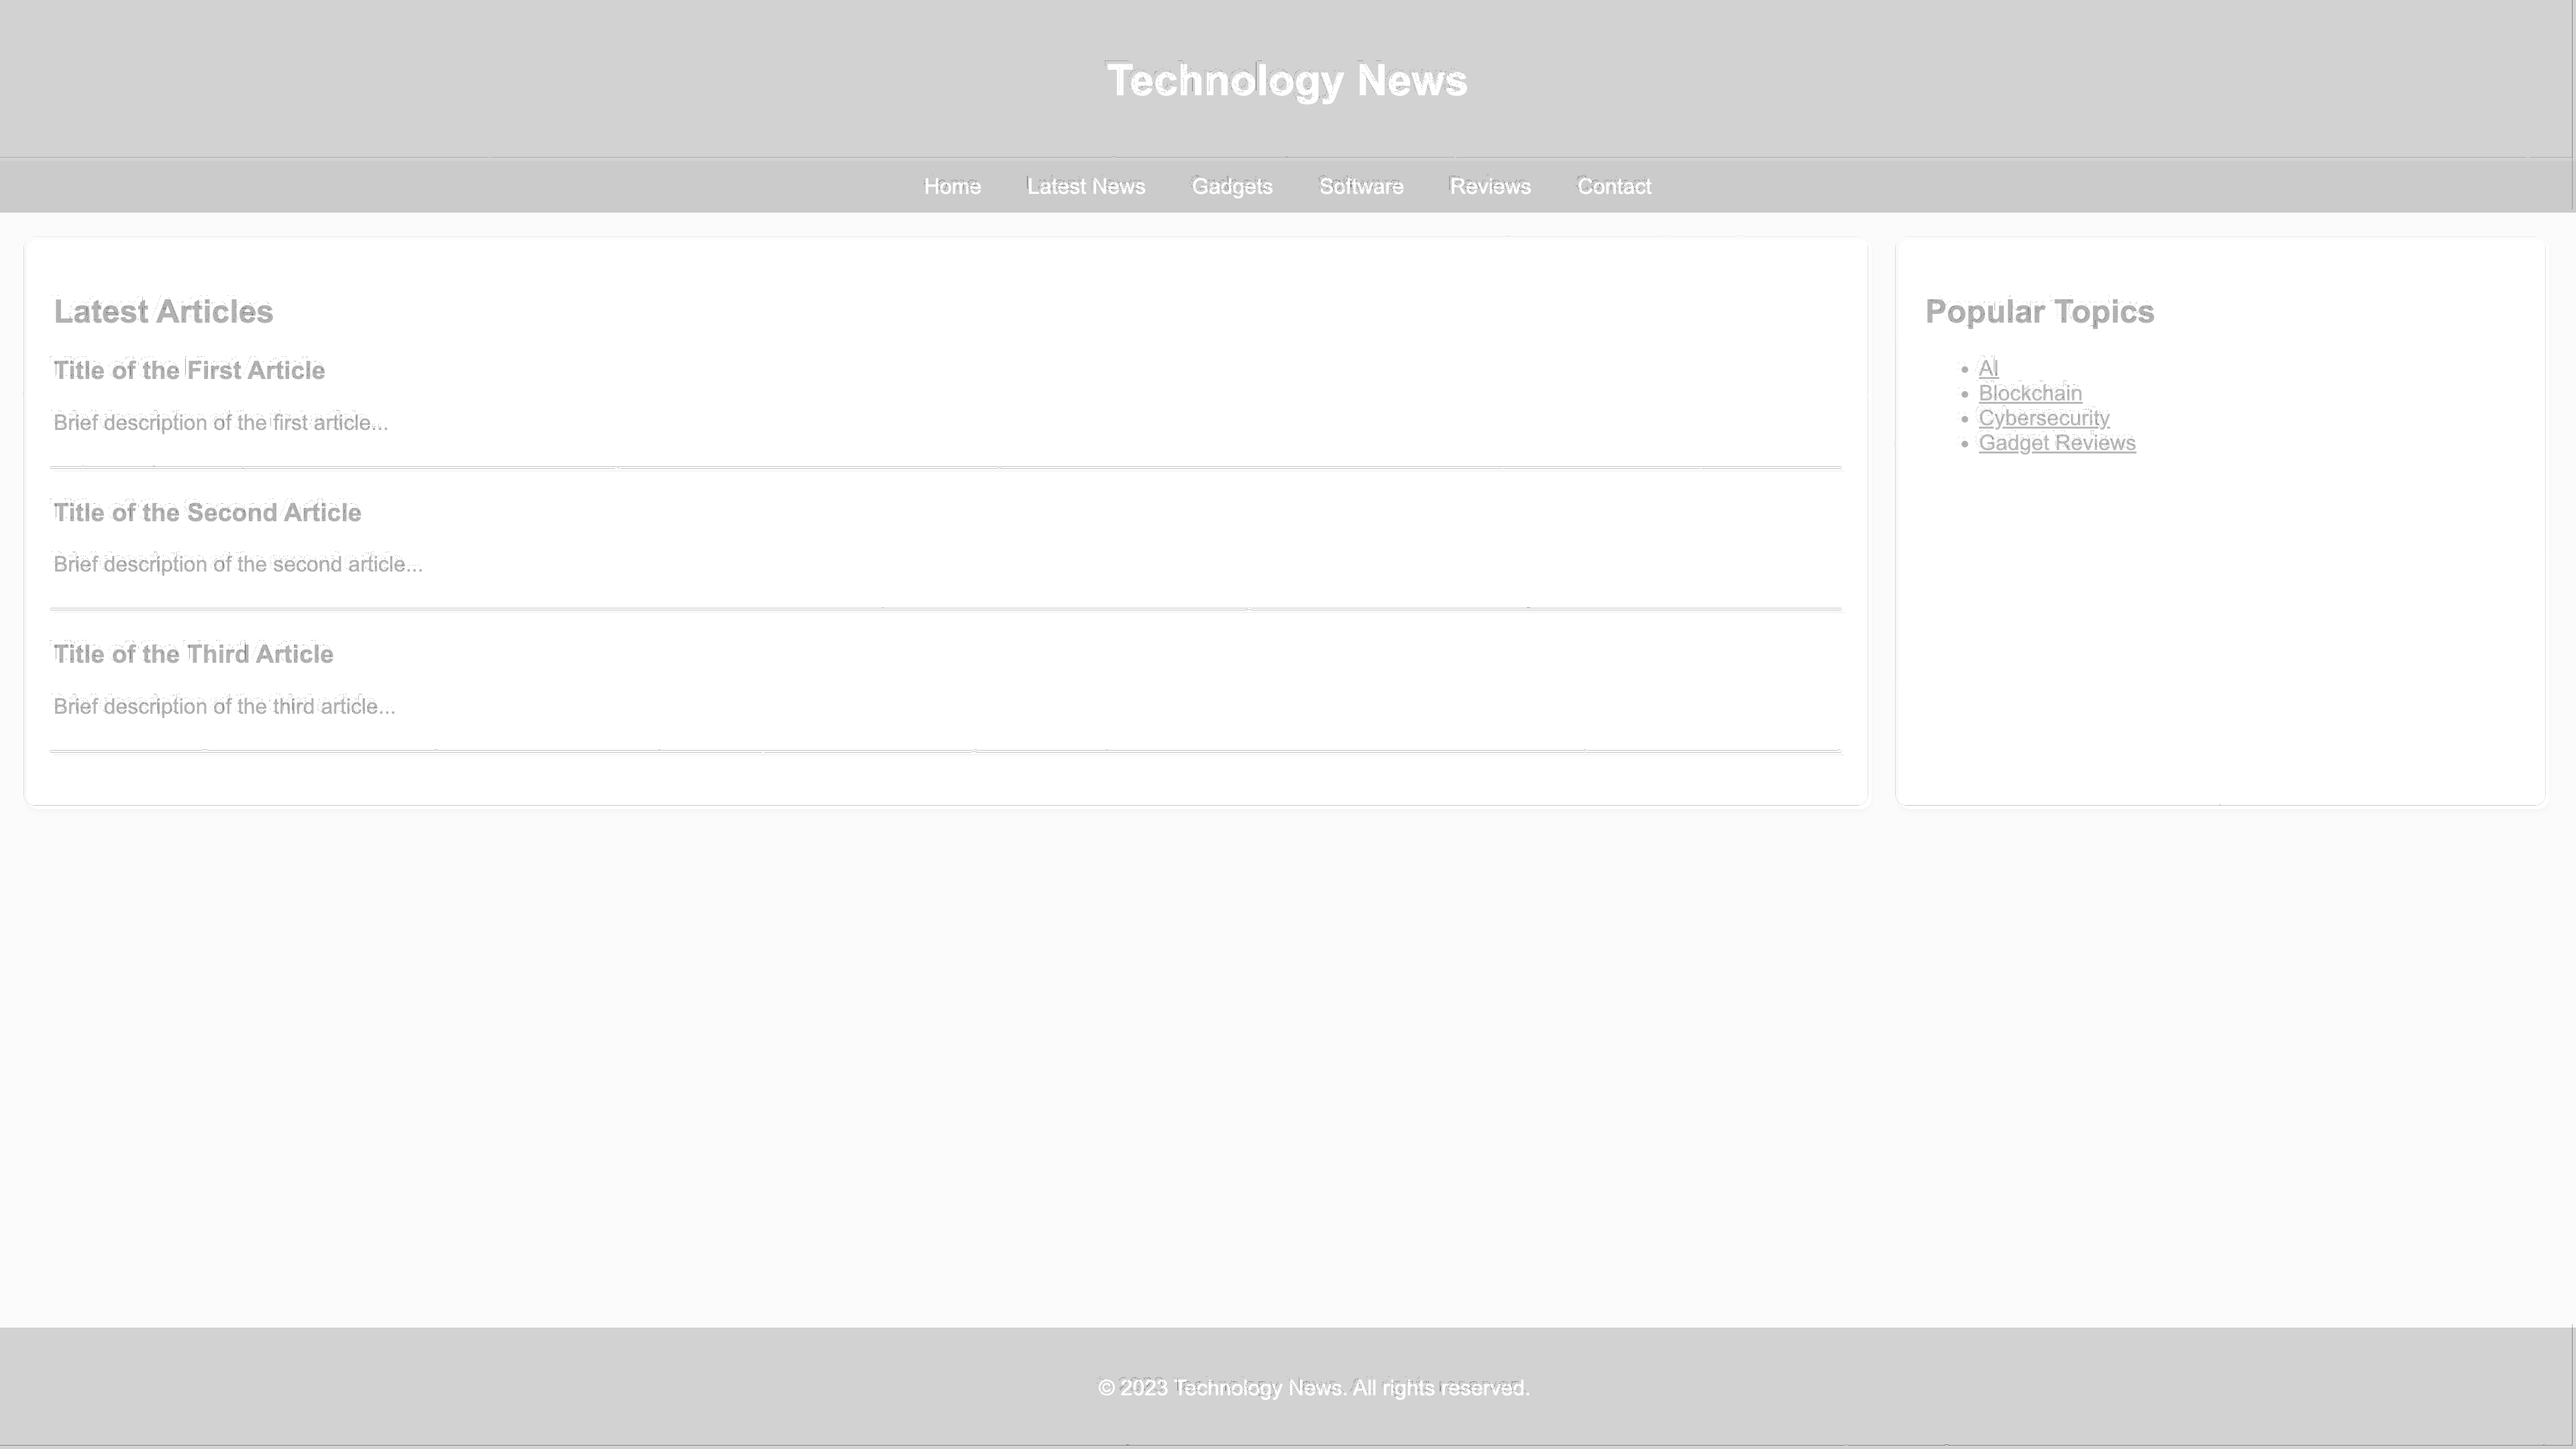 Technology News
Home Latest News Gadgets Software Reviews Contact
Latest Articles
Title of the First Article
Brief description of the first article...
Title of the Second Article
Brief description of the second article...
Title of the Third Article
Brief description of the third article...
Popular Topics
AI
Blockchain
Cybersecurity
Gadget Reviews
© 2023 Technology News. All rights reserved.